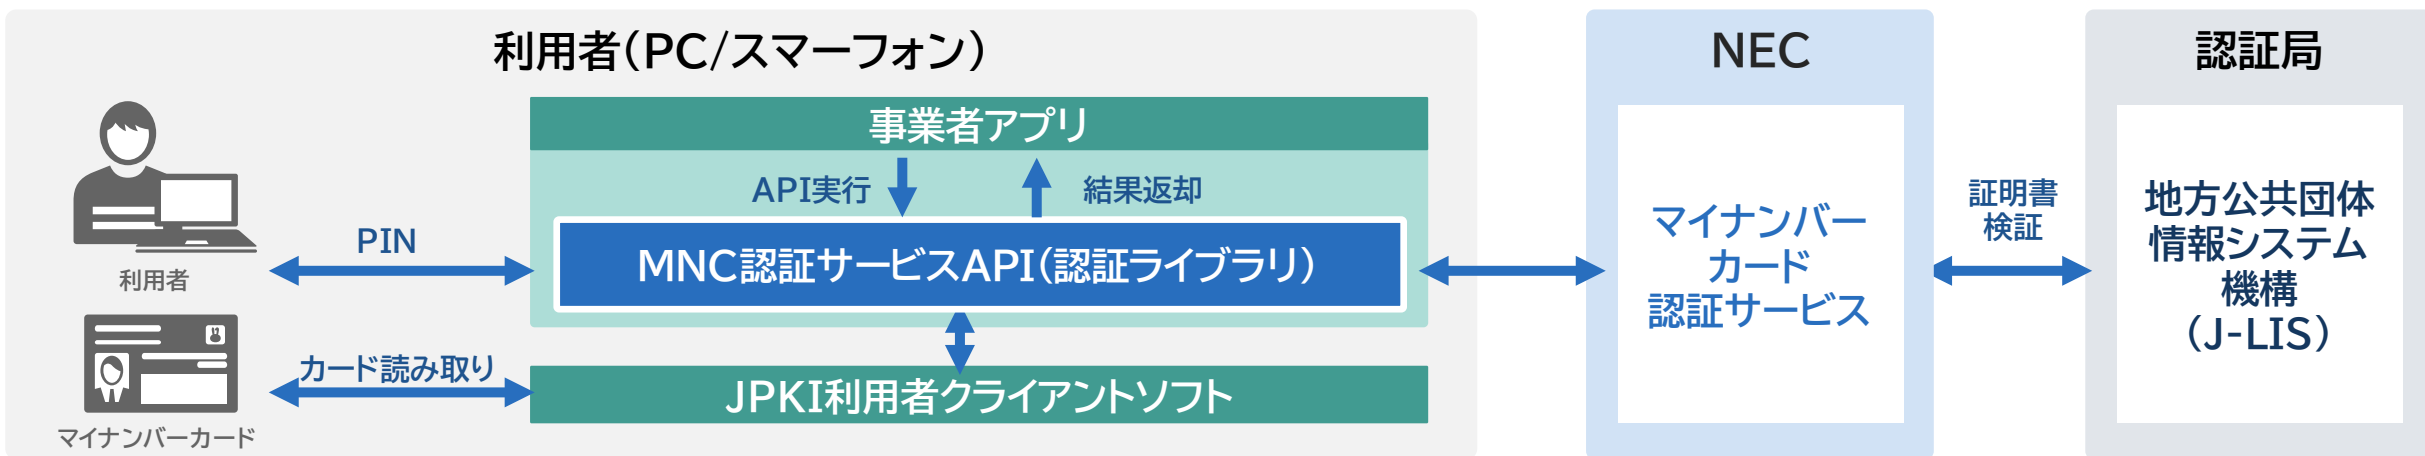 利用者（PC/スマーフォン）
事業者アプリ
API実行
結果返却
MNC認証サービスAPI（認証ライブラリ）
PIN
利用者
カード読み取り
JPKI利用者クライアントソフト
マイナンバーカード
NEC
マイナンバー
カード
認証サービス
証明書
検証
認証局
地方公共団体
情報システム
機構
（J-LIS）